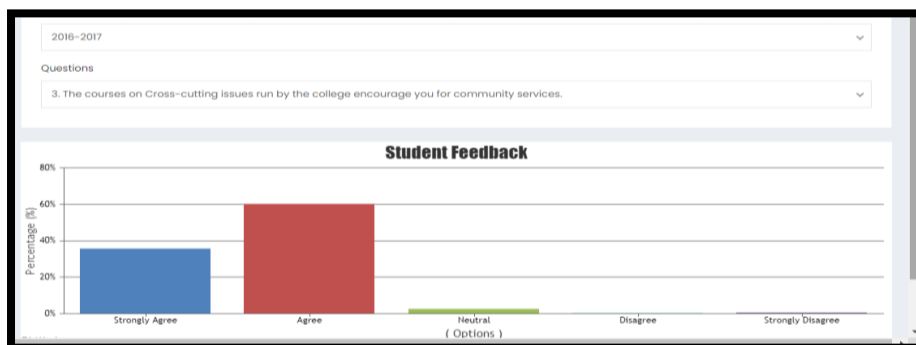 2016-2017
Questions
3. The courses on Cross-cutting issues run by the college encourage you for community services.
Student Feedback
80%
60%
40%
20%
0%
Percentage (%)
Strongly Agree
Agree
Neutral
Disagree
Strongly Disagree
( Options )